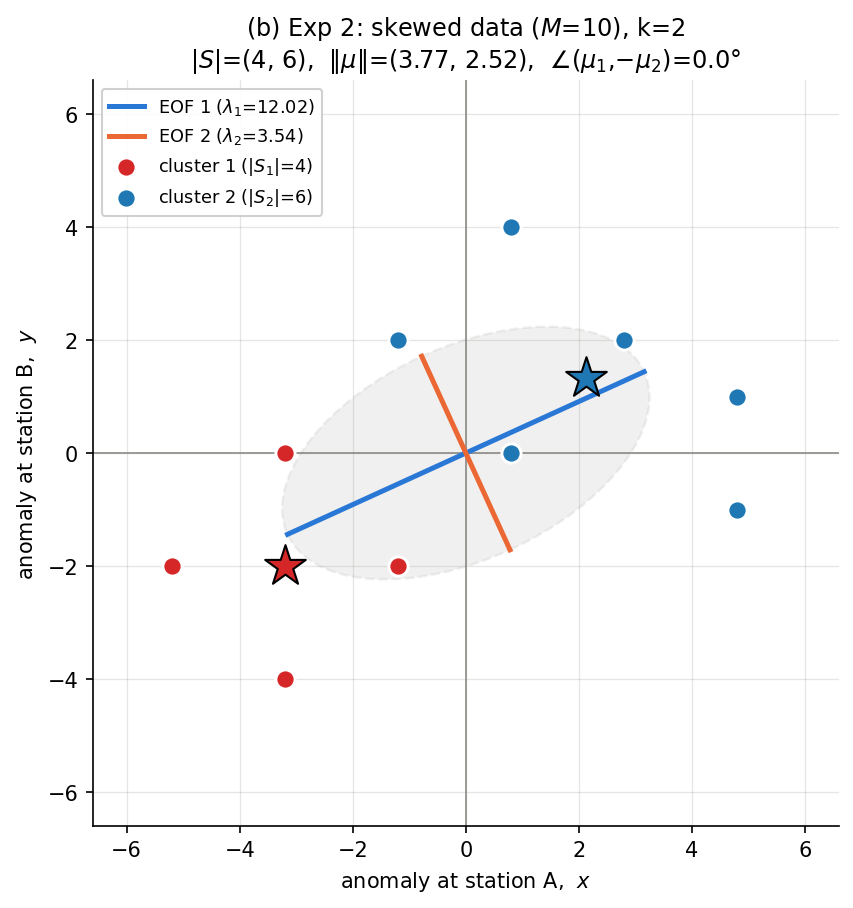 (b) Exp 2: skewed data (M=10), k=2
|S|=(4, 6),  ‖μ‖=(3.77, 2.52),  ∠(μ₁,−μ₂)=0.0°
EOF 1 (λ₁=12.02)
EOF 2 (λ₂=3.54)
cluster 1 (|S₁|=4)
cluster 2 (|S₂|=6)
6
4
2
0
−2
−4
−6
anomaly at station B,  y
−6 −4 −2 0 2 4 6
anomaly at station A,  x